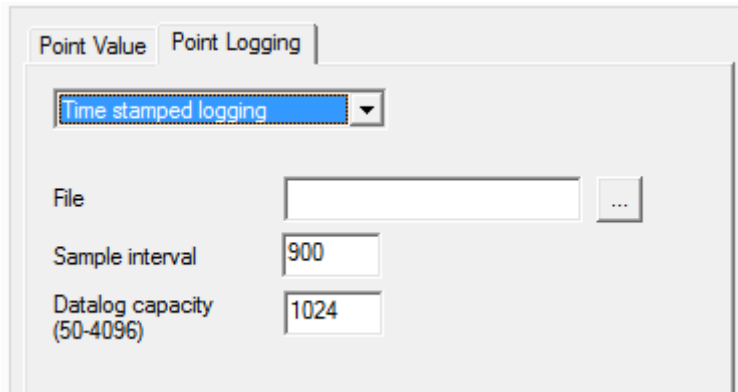 Point Value Point Logging
Time stamped logging
File ...
Sample interval 900
Datalog capacity 1024
(50-4096)